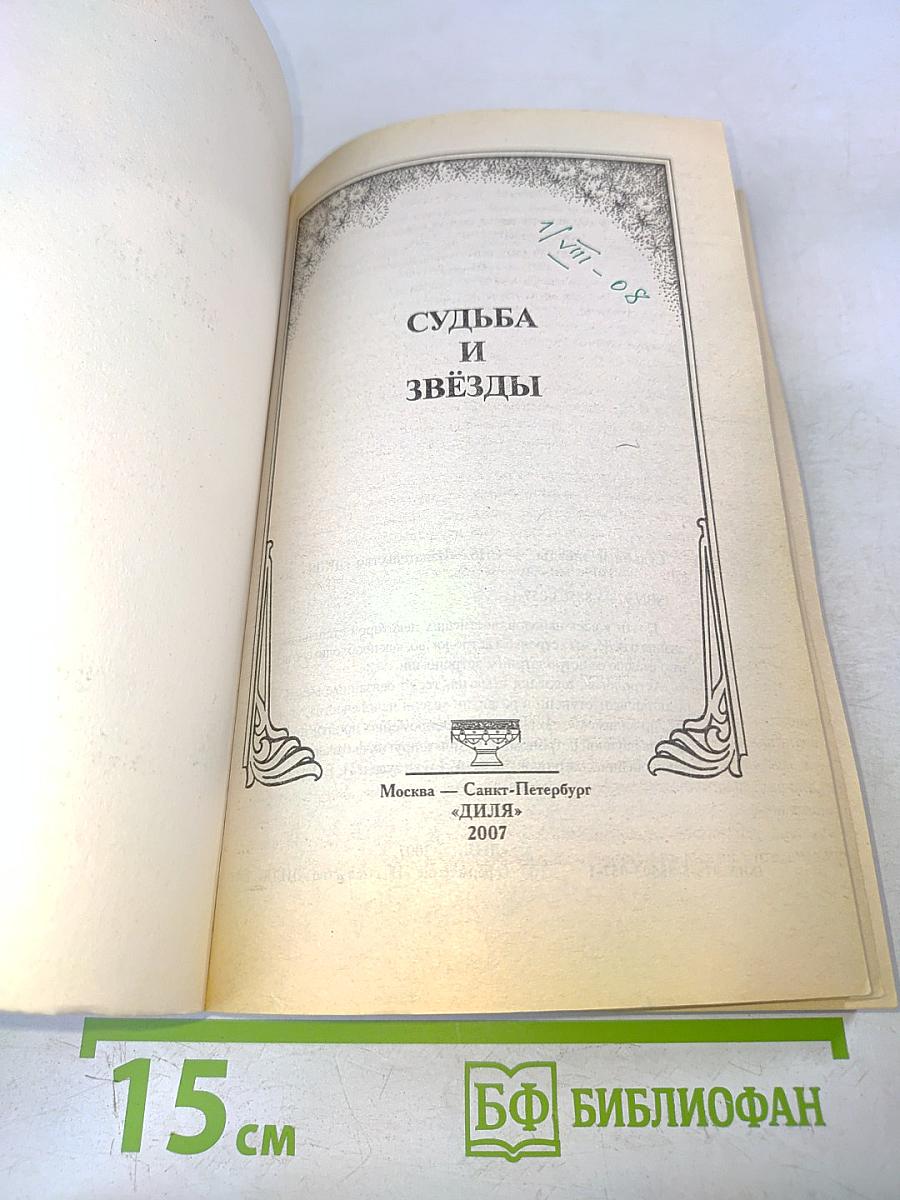 1/VIII - 08
СУДЬБА
И
ЗВЁЗДЫ
Москва — Санкт-Петербург
«ДИЛЯ»
2007
15 см
БФ БИБЛИОФАН